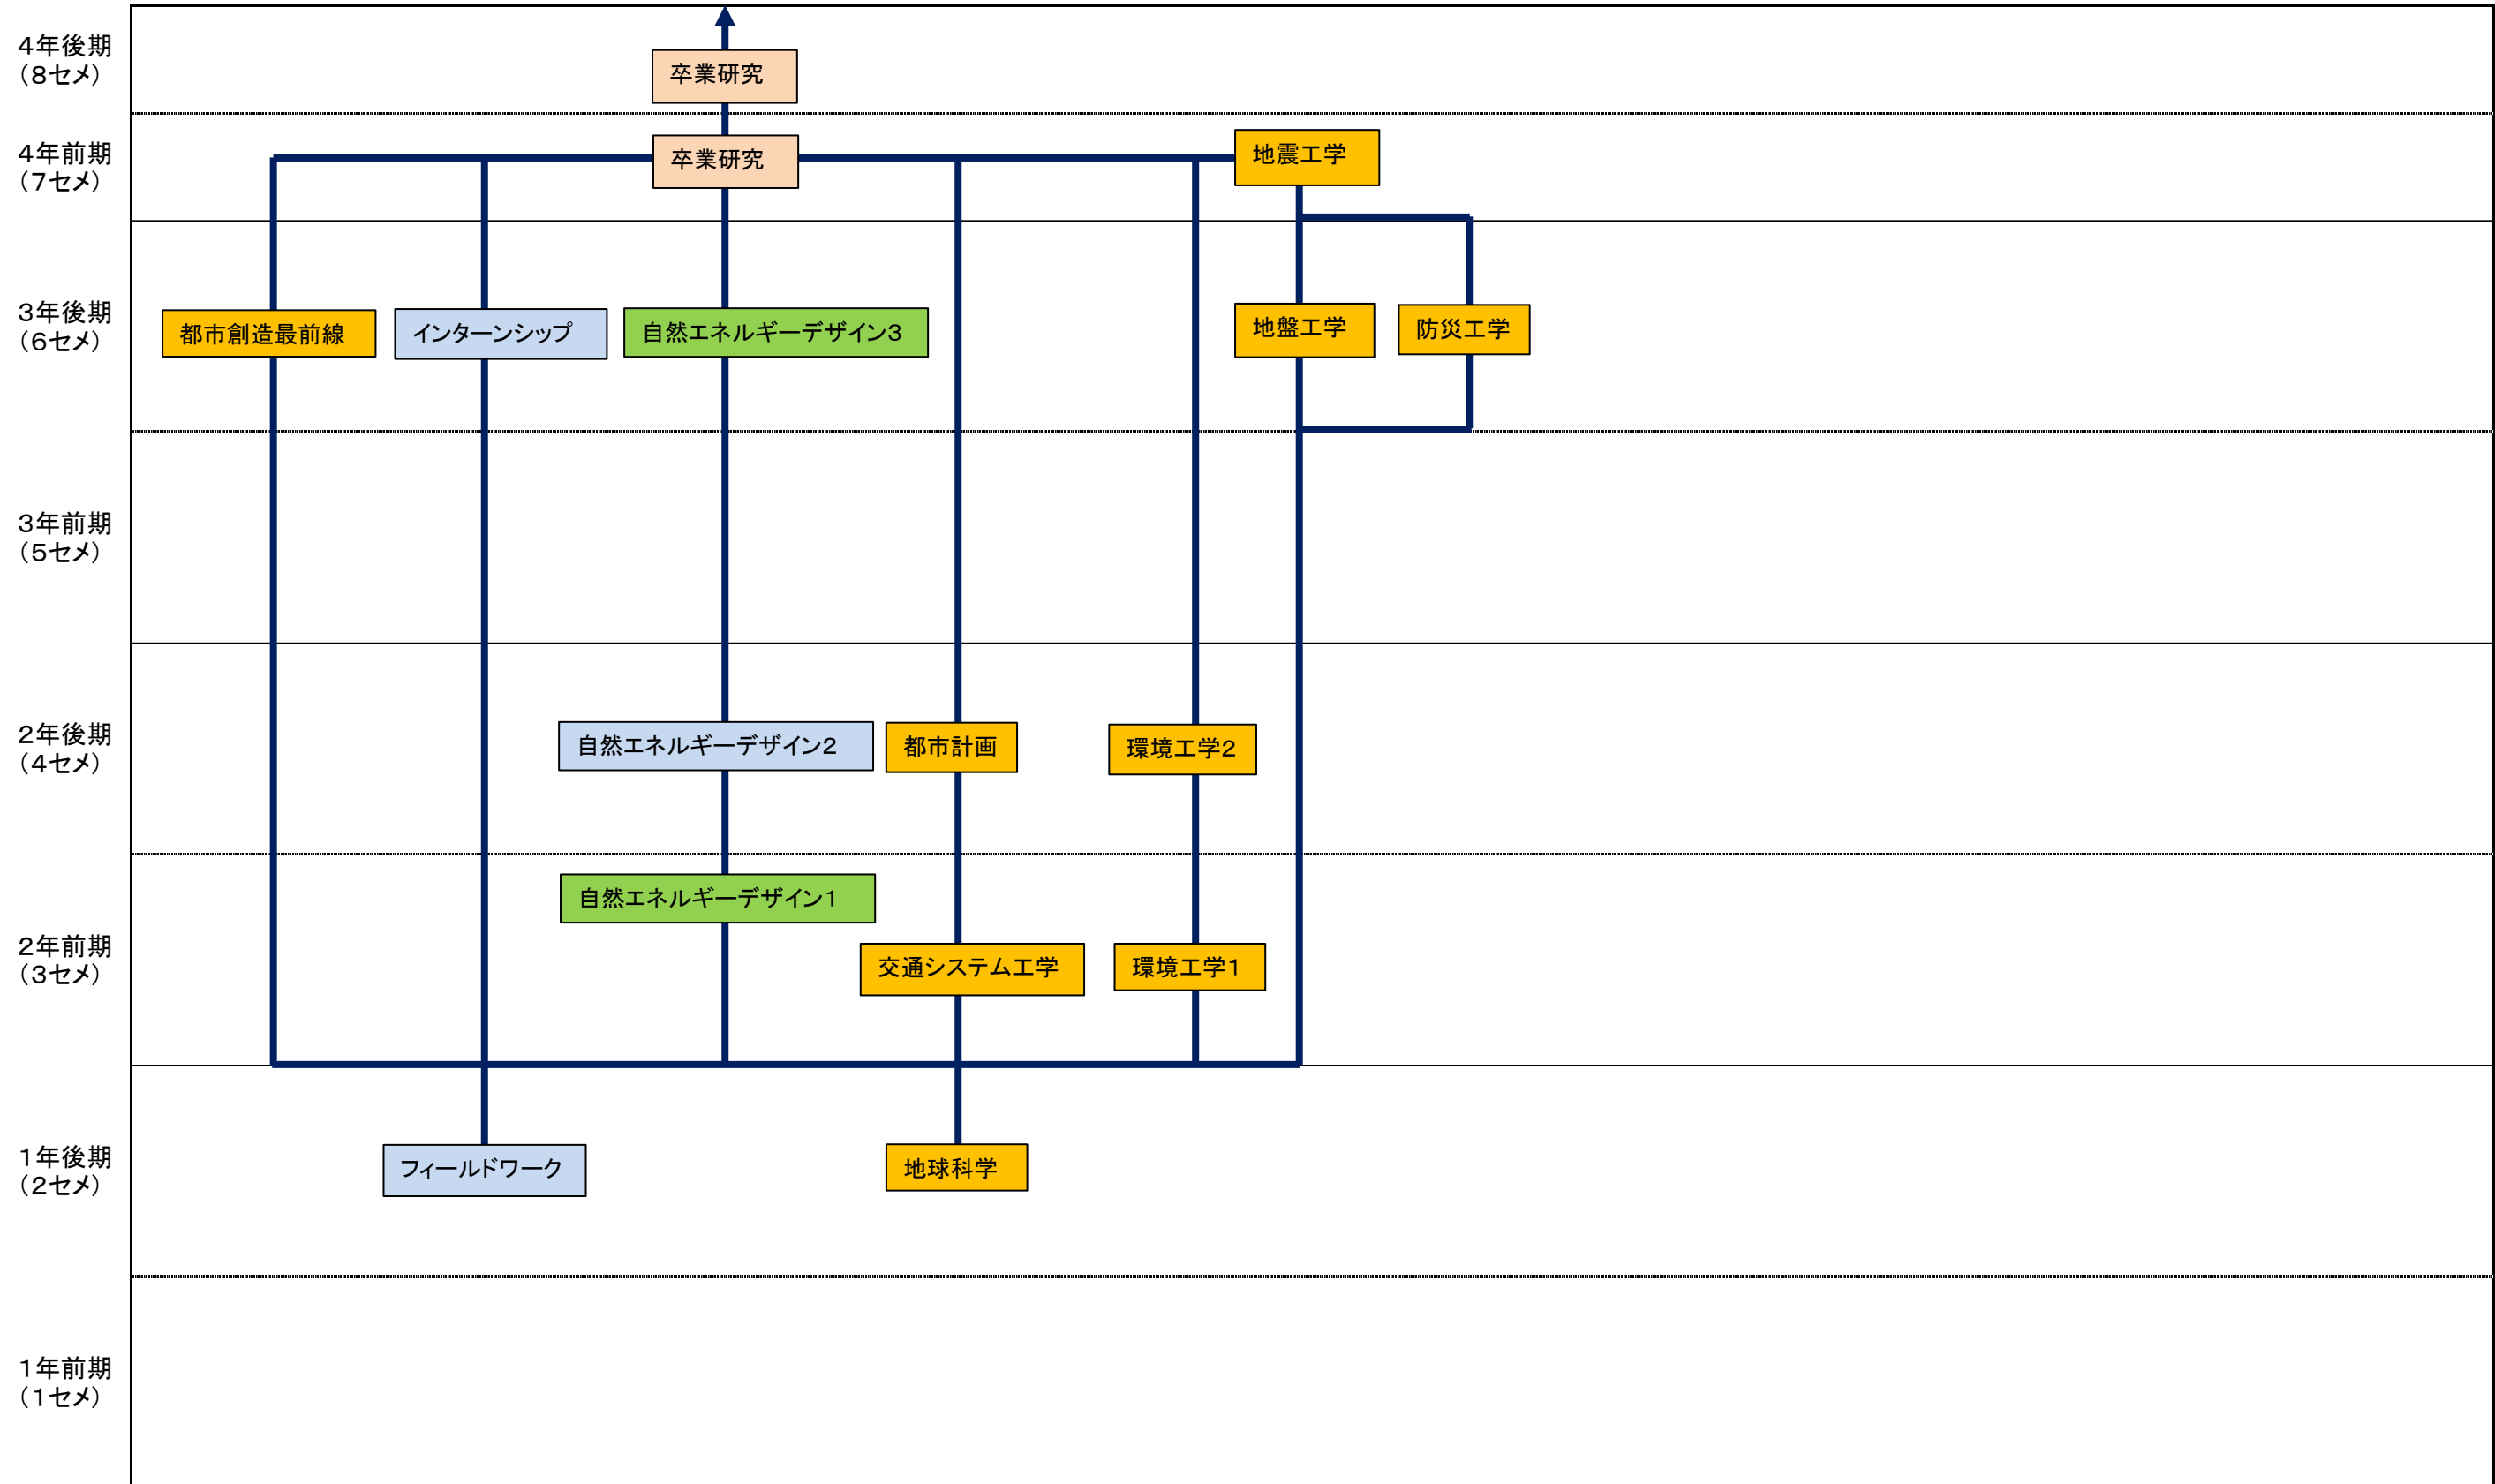 4年後期
（8セメ）
卒業研究
4年前期
（7セメ）
卒業研究
地震工学
3年後期
（6セメ）
都市創造最前線
インターンシップ
自然エネルギーデザイン3
地盤工学
防災工学
3年前期
（5セメ）
2年後期
（4セメ）
自然エネルギーデザイン2
都市計画
環境工学2
2年前期
（3セメ）
自然エネルギーデザイン1
交通システム工学
環境工学1
1年後期
（2セメ）
フィールドワーク
地球科学
1年前期
（1セメ）